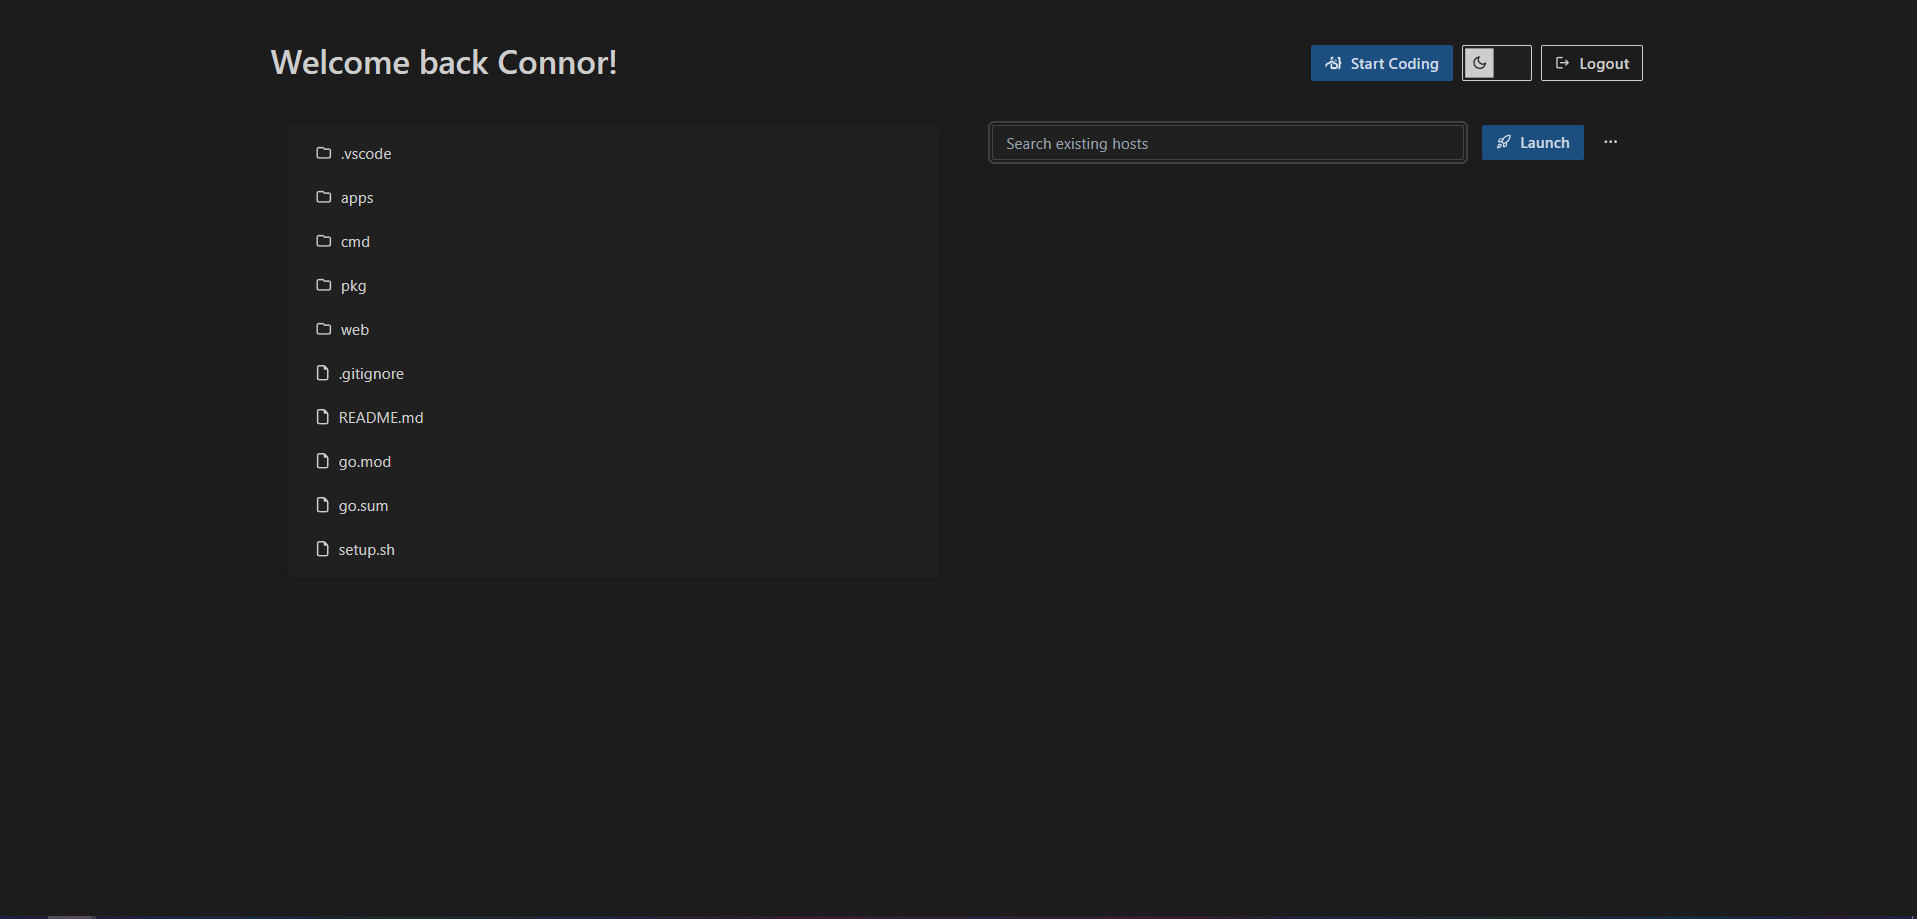 Welcome back Connor!
Start Coding
Logout
.vscode
apps
cmd
pkg
web
.gitignore
README.md
go.mod
go.sum
setup.sh
Search existing hosts
Launch